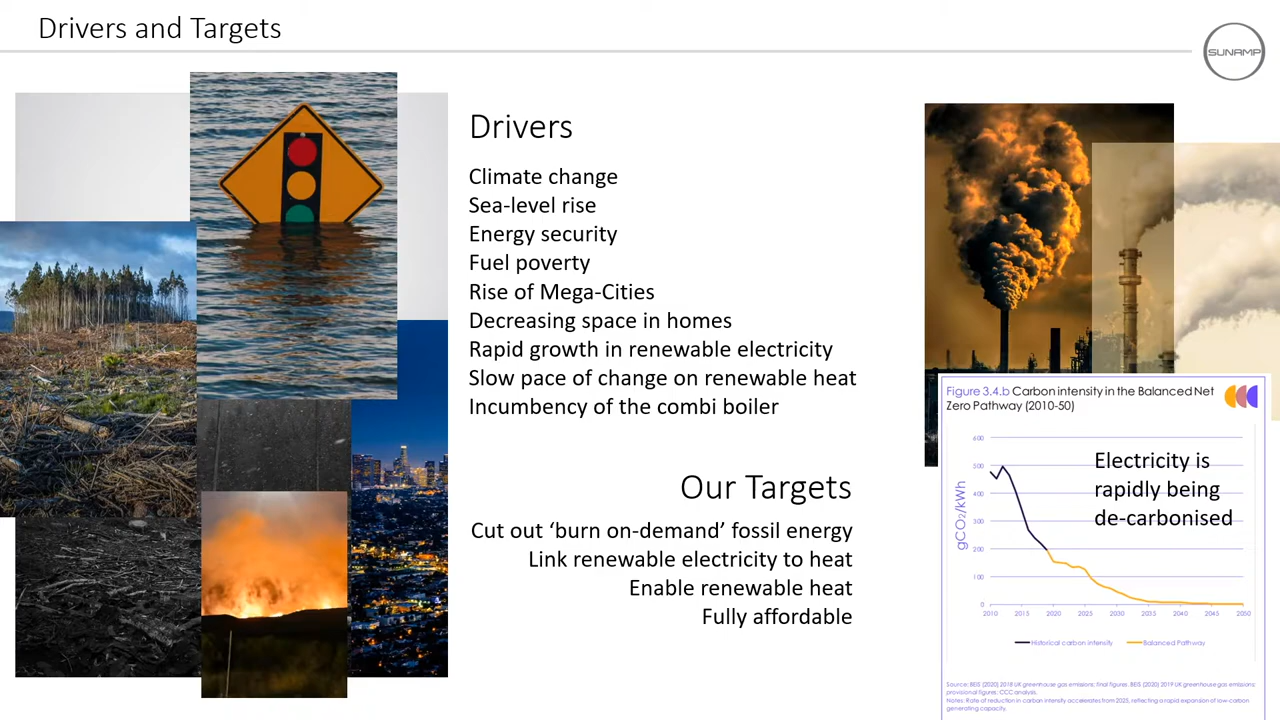 Drivers and Targets
SUNAMP
Drivers
Climate change
Sea-level rise
Energy security
Fuel poverty
Rise of Mega-Cities
Decreasing space in homes
Rapid growth in renewable electricity
Slow pace of change on renewable heat
Incumbency of the combi boiler
Our Targets
Cut out ‘burn on-demand’ fossil energy
Link renewable electricity to heat
Enable renewable heat
Fully affordable
Figure 3.4.b Carbon intensity in the Balanced Net
Zero Pathway (2010-50)
600
500
400
300
200
100
0
gCO2/kWh
Electricity is
rapidly being
de-carbonised
2010 2015 2020 2025 2030 2035 2040 2045 2050
Historical carbon intensity Balanced Pathway
Source: BEIS (2020) 2018 UK greenhouse gas emissions: final figures, BEIS (2020) 2019 UK greenhouse gas emissions:
provisional figures; CCC analysis.
Notes: Rate of reduction in carbon intensity accelerates from 2025, reflecting a rapid expansion of low-carbon
generating capacity.